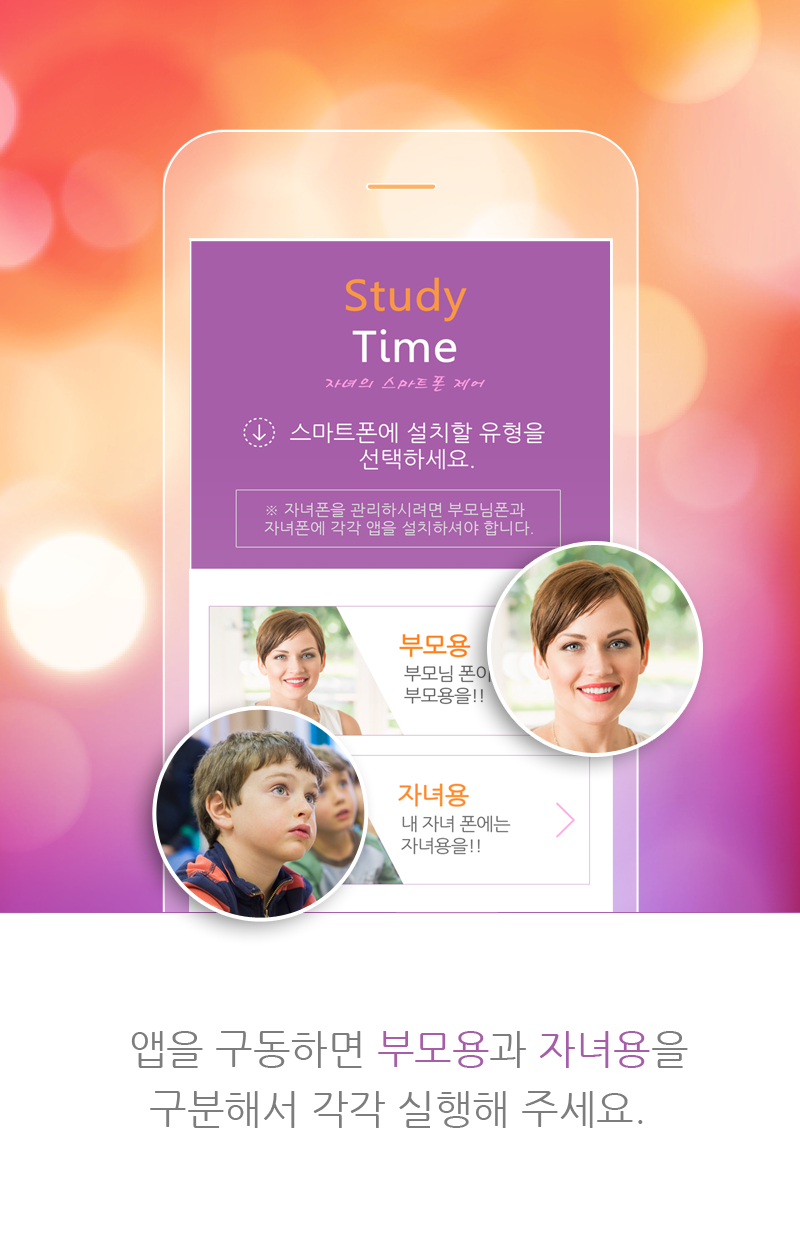 Study
Time
자녀의 스마트폰 제어
스마트폰에 설치할 유형을
선택하세요.
※ 자녀폰을 관리하시려면 부모님폰과
자녀폰에 각각 앱을 설치하셔야 합니다.
부모용
부모님 폰이
부모용을!!
자녀용
내 자녀 폰에는
자녀용을!!
앱을 구동하면 부모용과 자녀용을
구분해서 각각 실행해 주세요.